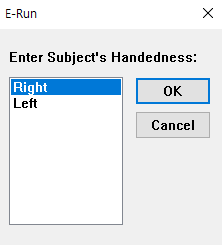 E-Run
Enter Subject's Handedness:
Right
Left
OK
Cancel